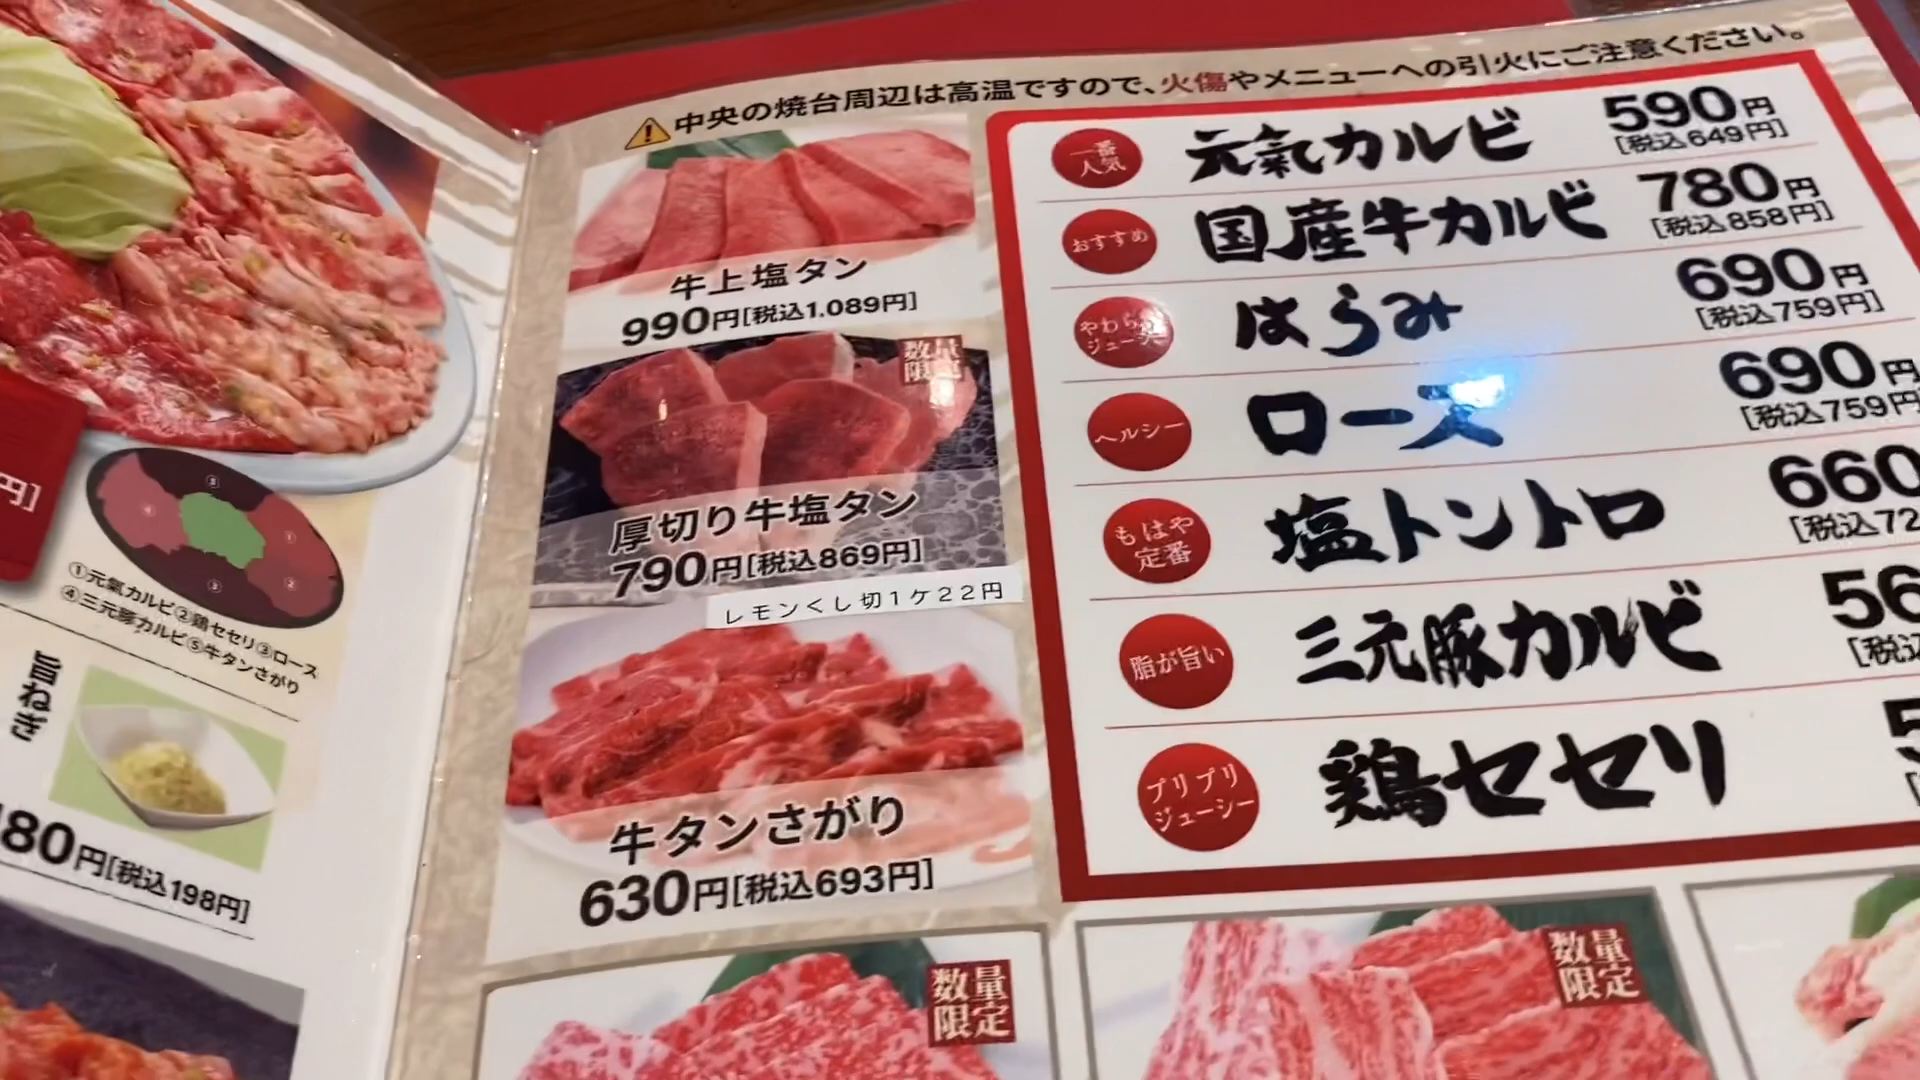 円]
①元氣カルビ②鶏セセリ③ロース
④三元豚カルビ⑤牛タンさがり
旨ねぎ
180円[税込198円]
中央の焼台周辺は高温ですので、火傷やメニューへの引火にご注意ください。
牛上塩タン
990円[税込1.089円]
数量
限定
厚切り牛塩タン
790円[税込869円]
レモンくし切1ケ22円
牛タンさがり
630円[税込693円]
一番
人気
元氣カルビ
590円
[税込649円]
おすすめ
国産牛カルビ
780円
[税込858円]
はらみ
690円
[税込759円]
ヘルシー
ロース
690円
[税込759円
もはや
定番
塩トントロ
660
[税込72
脂が旨い
三元豚カルビ
56
[税込
プリプリ
ジューシー
鶏セセリ
数量
限定
数量
限定